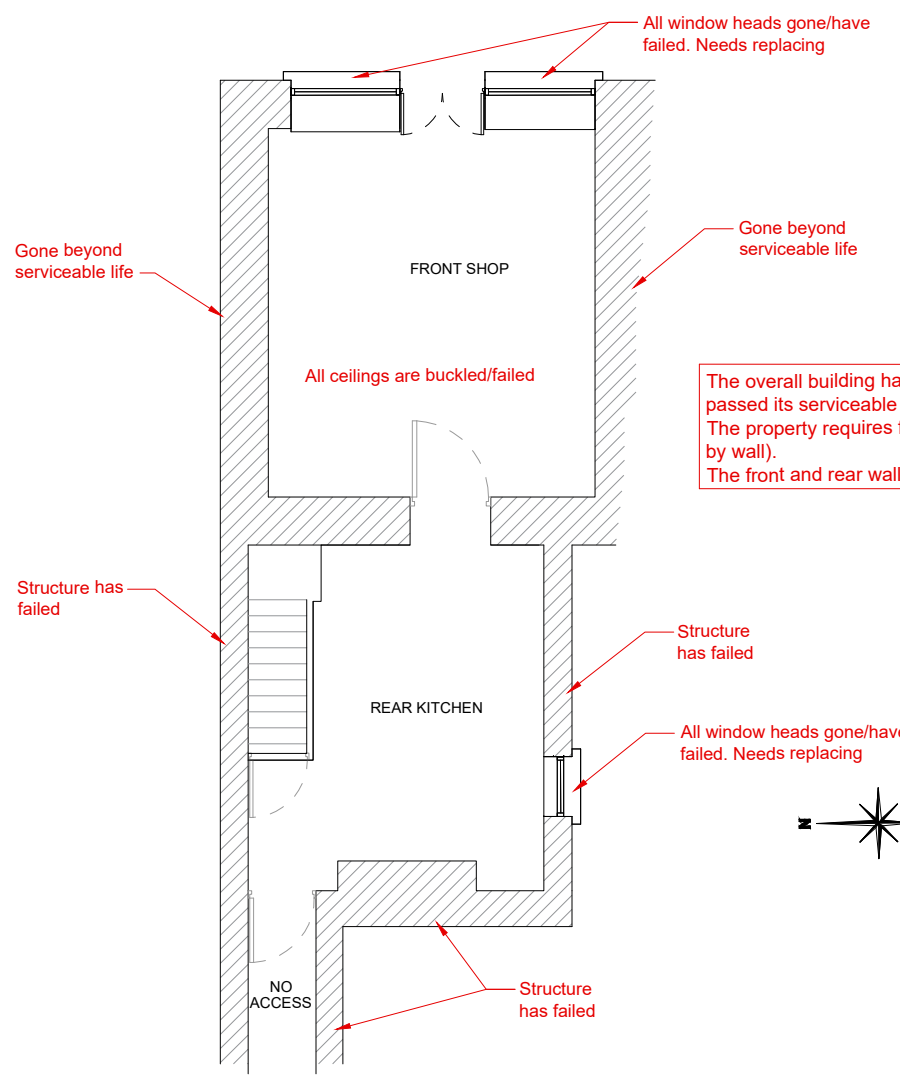 All window heads gone/have
failed. Needs replacing
Gone beyond
serviceable life
Gone beyond
serviceable life
FRONT SHOP
All ceilings are buckled/failed
The overall building ha
passed its serviceable
The property requires f
by wall).
The front and rear wall
Structure has
failed
Structure
has failed
REAR KITCHEN
All window heads gone/have
failed. Needs replacing
N
NO
ACCESS
Structure
has failed